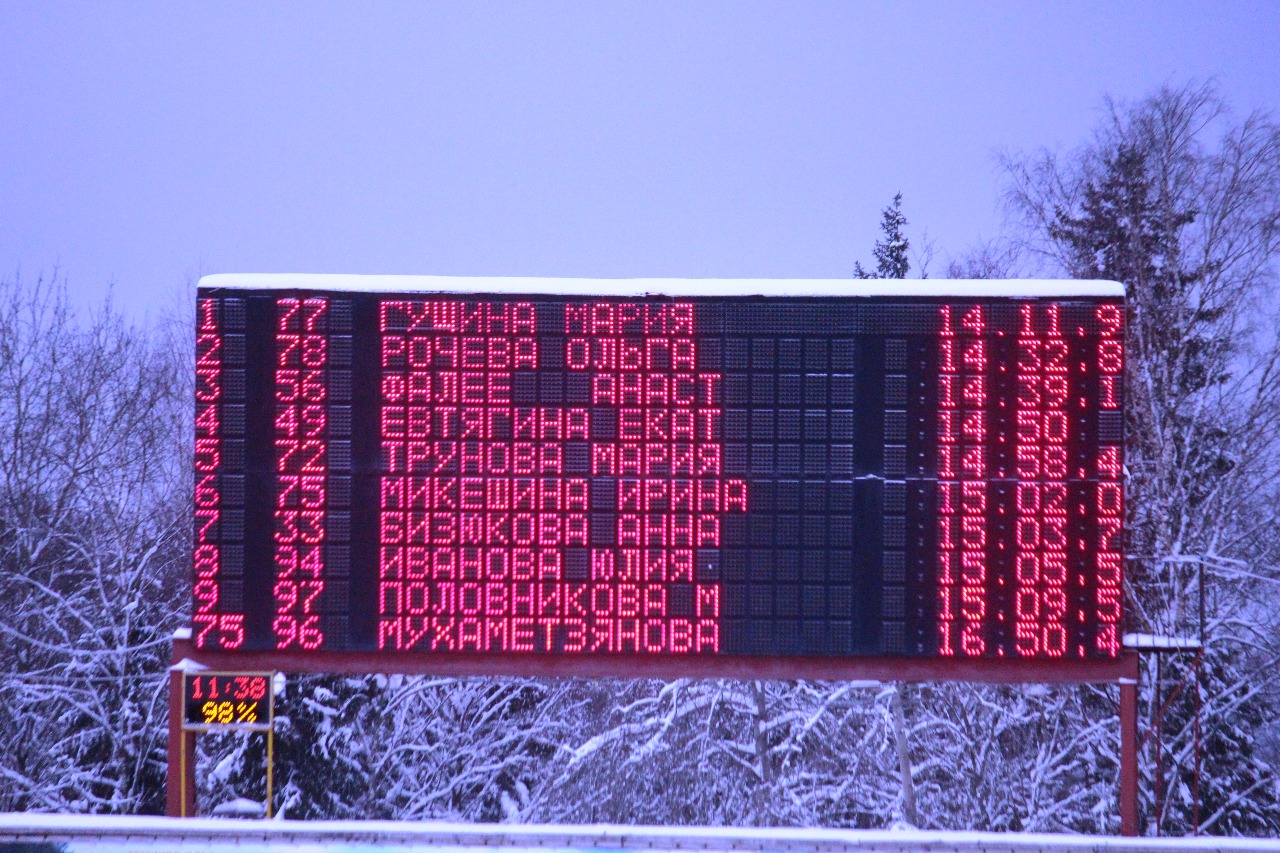 1 77 ГУЩИНА МАРИЯ 14.11.9
2 78 РОЧЕВА ОЛЬГА 14.32.8
3 56 ФАЛЕЕ АНАСТ 14.39.1
4 49 ЕВТЯГИНА ЕКАТ 14.50.
5 72 ТРУНОВА МАРИЯ 14.58.4
6 75 МИКЕШИНА ИРИНА 15.02.0
7 33 БИЗЮКОВА АННА 15.03.7
8 94 ИВАНОВА ЮЛИЯ 15.05.5
9 97 ПОЛОВНИКОВА М 15.09.5
75 96 МУХАМЕТЗЯНОВА 16.50.4
11:38
98%